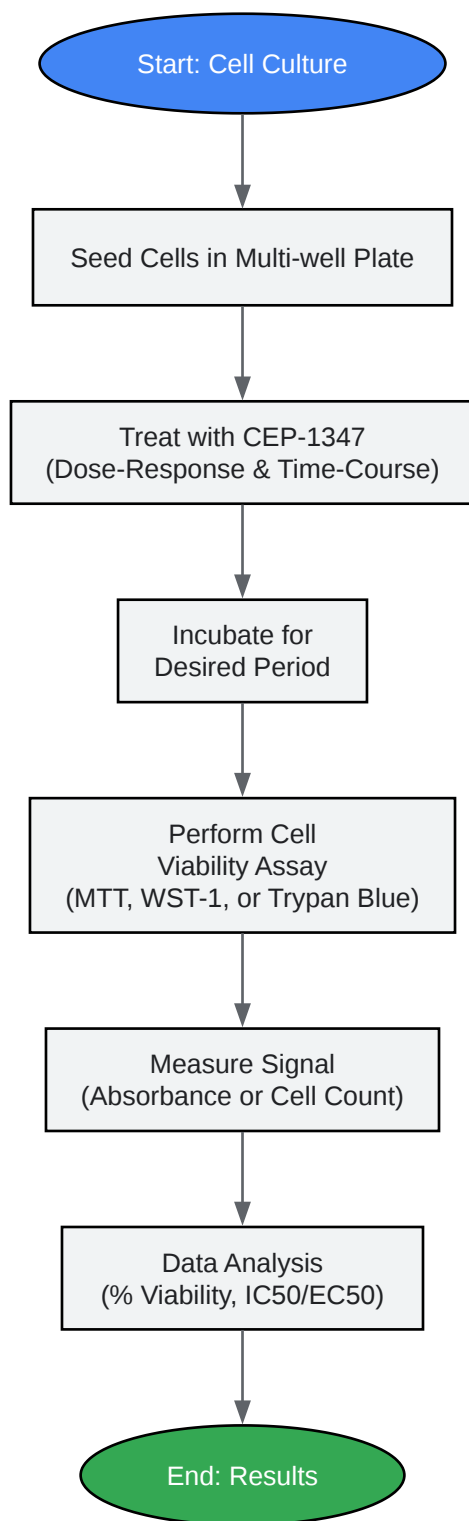 Start: Cell Culture
Seed Cells in Multi-well Plate
Treat with CEP-1347
(Dose-Response & Time-Course)
Incubate for
Desired Period
Perform Cell
Viability Assay
(MTT, WST-1, or Trypan Blue)
Measure Signal
(Absorbance or Cell Count)
Data Analysis
(% Viability, IC50/EC50)
End: Results